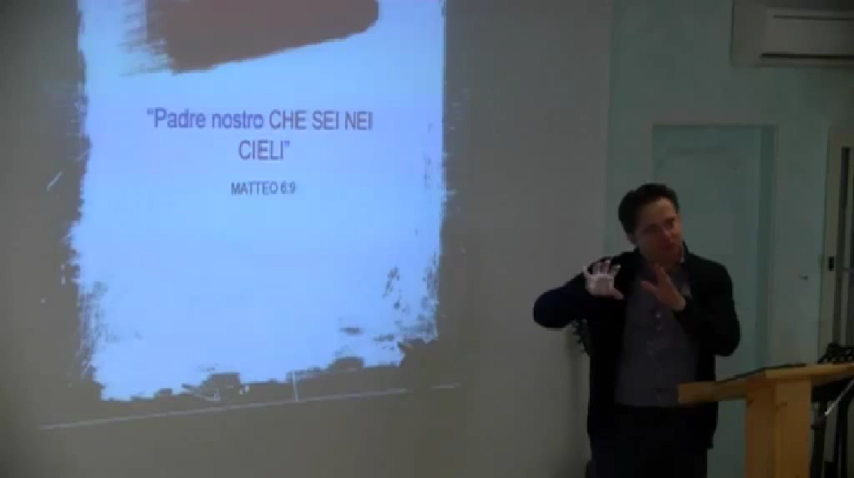 “Padre nostro CHE SEI NEI
CIELI”
MATTEO 6:9